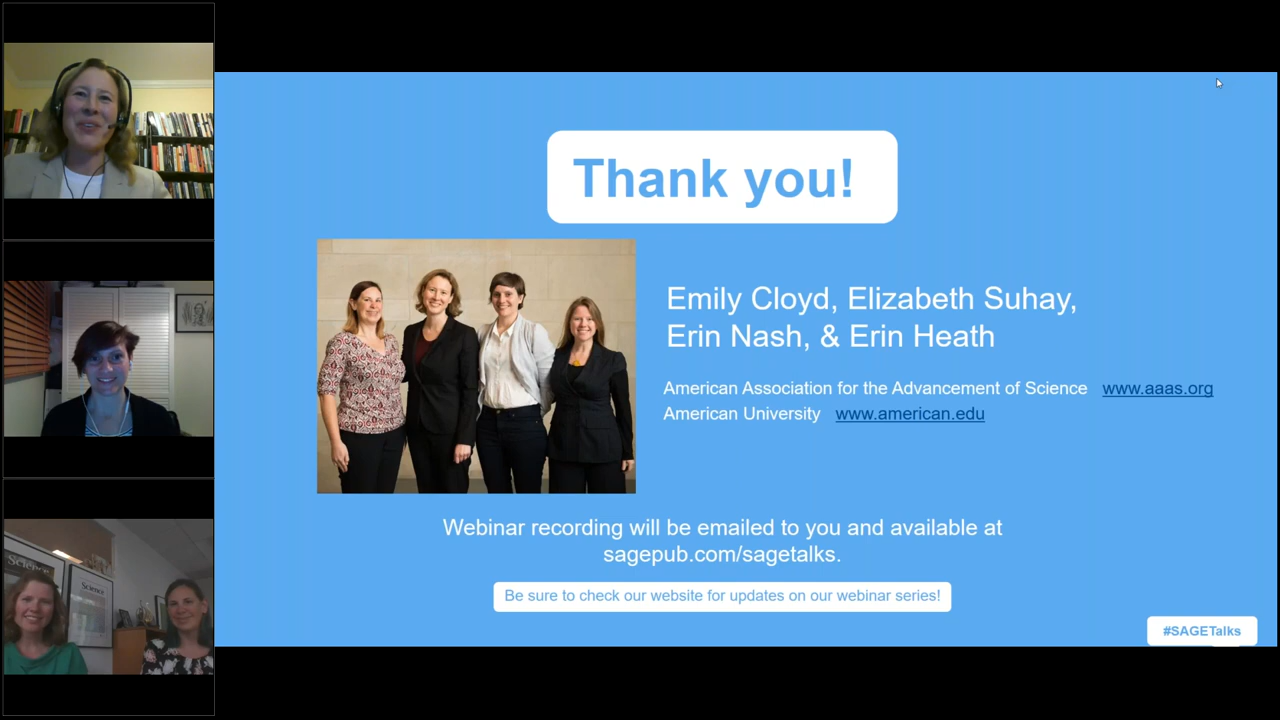 Thank you!
Emily Cloyd, Elizabeth Suhay,
Erin Nash, & Erin Heath
American Association for the Advancement of Science www.aaas.org
American University www.american.edu
Webinar recording will be emailed to you and available at
sagepub.com/sagetalks.
Be sure to check our website for updates on our webinar series!
#SAGETalks
Science
Science